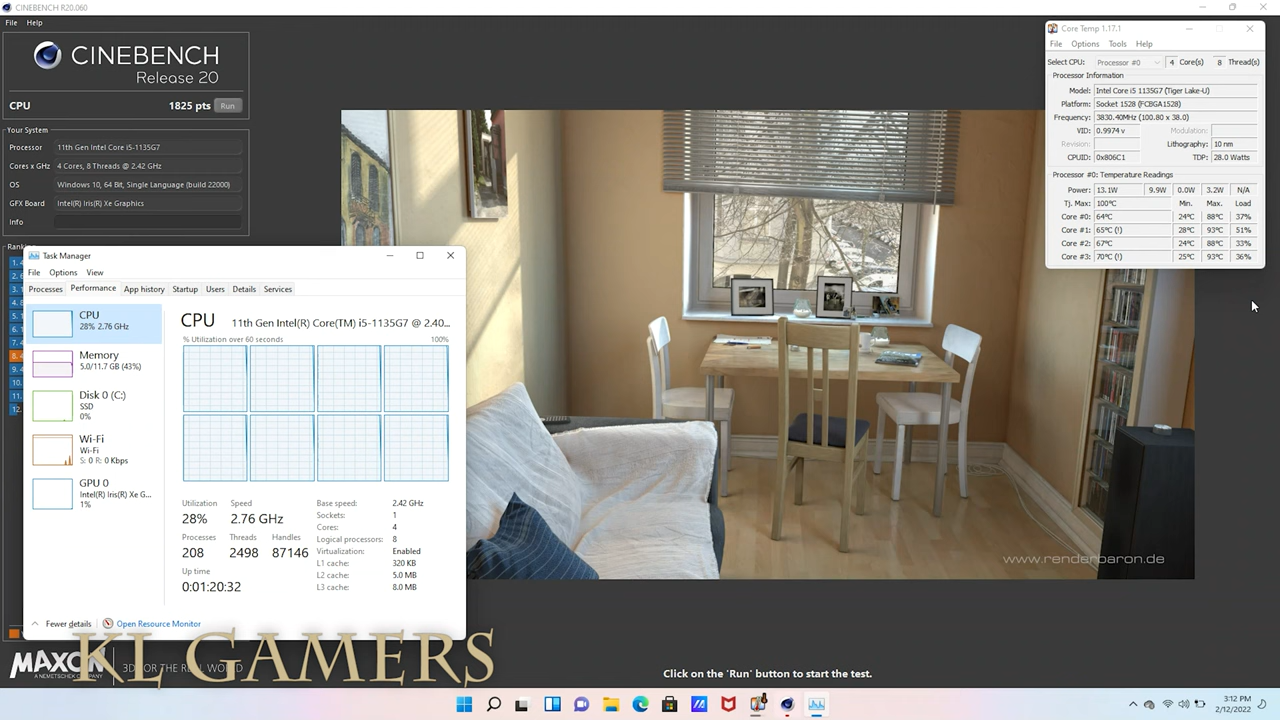 CINEBENCH R20.060
File Help
CINEBENCH
Release 20
CPU 1825 pts Run
Your System
Processor 11th Gen Intel Core i5-1135G7
Cores x GHz 4 Cores, 8 Threads @ 2.42 GHz
OS Windows 10, 64 Bit, Single Language (build 22000)
GFX Board Intel(R) Iris(R) Xe Graphics
Info
Core Temp 1.17.1
File Options Tools Help
Select CPU: Processor #0 4 Core(s) 8 Thread(s)
Processor Information
Model: Intel Core i5 1135G7 (Tiger Lake-U)
Platform: Socket 1528 (FCBGA1528)
Frequency: 3830.40MHz (100.80 x 38.0)
VID: 0.9974 v Modulation:
Revision: Lithography: 10 nm
CPUID: 0x806C1 TDP: 28.0 Watts
Processor #0: Temperature Readings
Power: 13.1W 9.9W 0.0W 3.2W N/A
Tj. Max: 100°C Min. Max. Load
Core #0: 64°C 24°C 88°C 37%
Core #1: 65°C (!) 28°C 93°C 51%
Core #2: 67°C 24°C 88°C 33%
Core #3: 70°C (!) 25°C 93°C 36%
Task Manager
File Options View
Processes Performance App history Startup Users Details Services
CPU
28% 2.76 GHz
Memory
5.0/11.7 GB (43%)
Disk 0 (C:)
SSD
0%
Wi-Fi
Wi-Fi
S: 0 R: 0 Kbps
GPU 0
Intel(R) Iris(R) Xe G...
1%
CPU 11th Gen Intel(R) Core(TM) i5-1135G7 @ 2.40...
% Utilization over 60 seconds 100%
Utilization Speed
28% 2.76 GHz
Processes Threads Handles
208 2498 87146
Up time
0:01:20:32
Base speed: 2.42 GHz
Sockets: 1
Cores: 4
Logical processors: 8
Virtualization: Enabled
L1 cache: 320 KB
L2 cache: 5.0 MB
L3 cache: 8.0 MB
Fewer details Open Resource Monitor
www.renderbaron.de
KL GAMERS
MAXON
A NEMETSCHEK COMPANY
3D FOR THE REAL WORLD
Click on the 'Run' button to start the test.
3:12 PM
2/12/2022